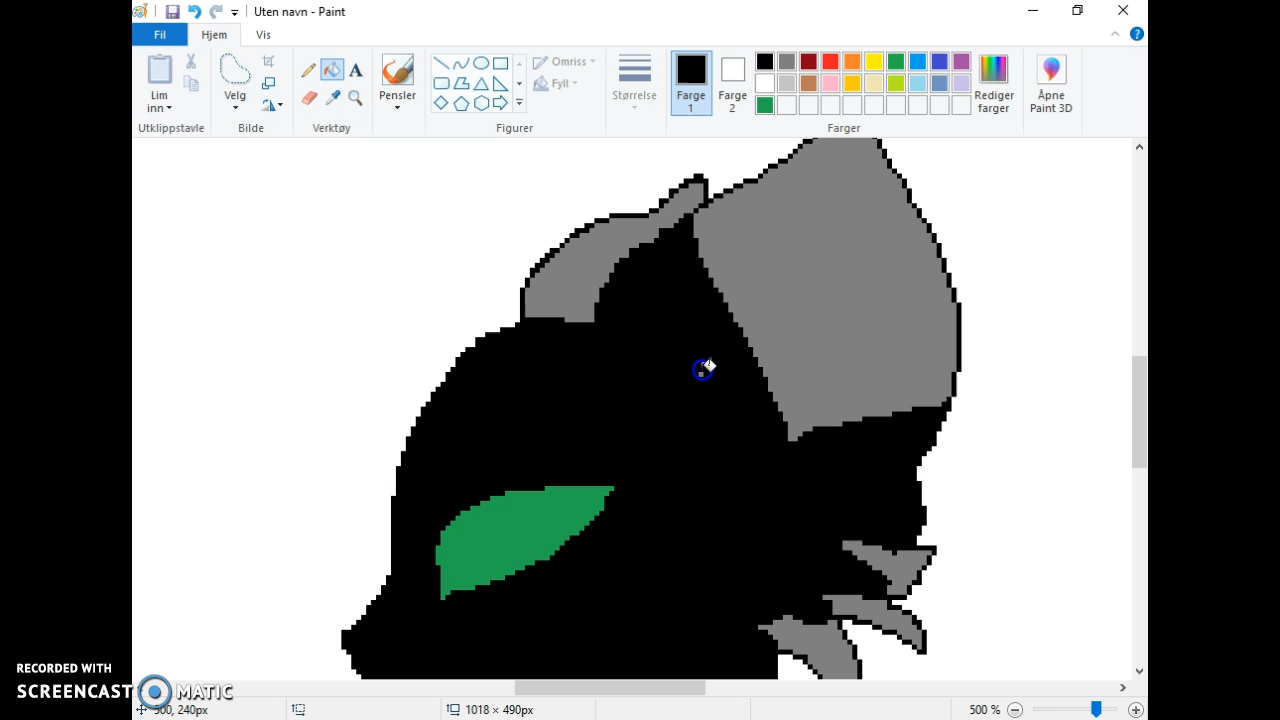 Uten navn - Paint
Fil Hjem Vis
Lim inn
Velg
A
Pensler
Omriss
Fyll
Størrelse
Farge 1
Farge 2
Rediger farger
Åpne Paint 3D
Utklippstavle Bilde Verktøy Figurer Farger
RECORDED WITH
SCREENCAST MATIC
500, 240px 1018 × 490px 500 %